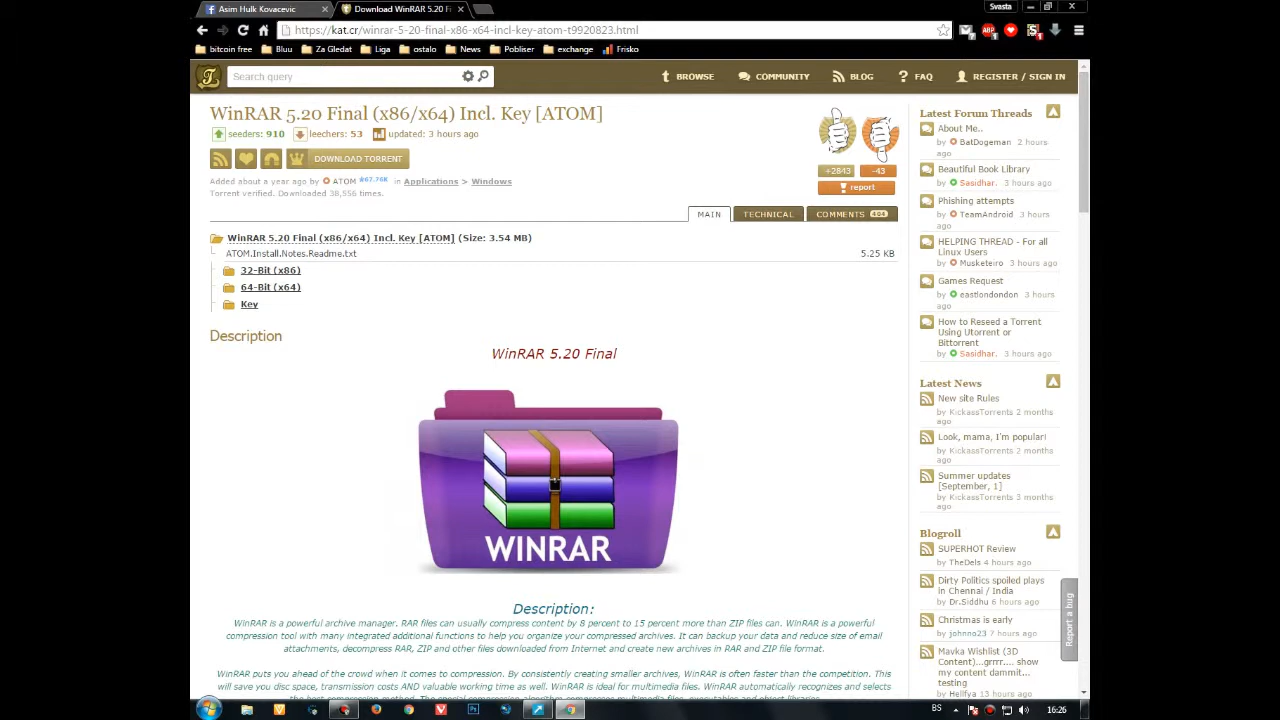 Asim Hulk Kovacevic
Download WinRAR 5.20 Fi
Svasta
https://kat.cr/winrar-5-20-final-x86-x64-incl-key-atom-t9920823.html
bitcoin free
Bluu
Za Gledat
Liga
ostalo
News
Pobliser
exchange
Frisko
Search query
BROWSE
COMMUNITY
BLOG
FAQ
REGISTER / SIGN IN
WinRAR 5.20 Final (x86/x64) Incl. Key [ATOM]
seeders: 910
leechers: 53
updated: 3 hours ago
DOWNLOAD TORRENT
+2843
-43
report
Added about a year ago by ATOM 67.76K in Applications > Windows
Torrent verified. Downloaded 38,556 times.
MAIN
TECHNICAL
COMMENTS 404
WinRAR 5.20 Final (x86/x64) Incl. Key [ATOM] (Size: 3.54 MB)
ATOM.Install.Notes.Readme.txt
5.25 KB
32-Bit (x86)
64-Bit (x64)
Key
Description
WinRAR 5.20 Final
WINRAR
Description:
WinRAR is a powerful archive manager. RAR files can usually compress content by 8 percent to 15 percent more than ZIP files can. WinRAR is a powerful
compression tool with many integrated additional functions to help you organize your compressed archives. It can backup your data and reduce size of email
attachments, decompress RAR, ZIP and other files downloaded from Internet and create new archives in RAR and ZIP file format.
WinRAR puts you ahead of the crowd when it comes to compression. By consistently creating smaller archives, WinRAR is often faster than the competition. This
will save you disc space, transmission costs AND valuable working time as well. WinRAR is ideal for multimedia files. WinRAR automatically recognizes and selects
Latest Forum Threads
About Me..
by BatDogeman 2 hours
ago
Beautiful Book Library
by Sasidhar. 3 hours ago
Phishing attempts
by TeamAndroid 3 hours
ago
HELPING THREAD - For all
Linux Users
by Musketeiro 3 hours ago
Games Request
by eastlondondon 3 hours
ago
How to Reseed a Torrent
Using Utorrent or
Bittorrent
by Sasidhar. 3 hours ago
Latest News
New site Rules
by KickassTorrents 2 months
ago
Look, mama, I'm popular!
by KickassTorrents 2 months
ago
Summer updates
[September, 1]
by KickassTorrents 3 months
ago
Blogroll
SUPERHOT Review
by TheDels 4 hours ago
Dirty Politics spoiled plays
in Chennai / India
by Dr.Siddhu 6 hours ago
Christmas is early
by johnno23 7 hours ago
Mavka Wishlist (3D
Content)...grrr.... show
my content dammit...
testing
by Hellfya 13 hours ago
Report a bug
BS
16:26